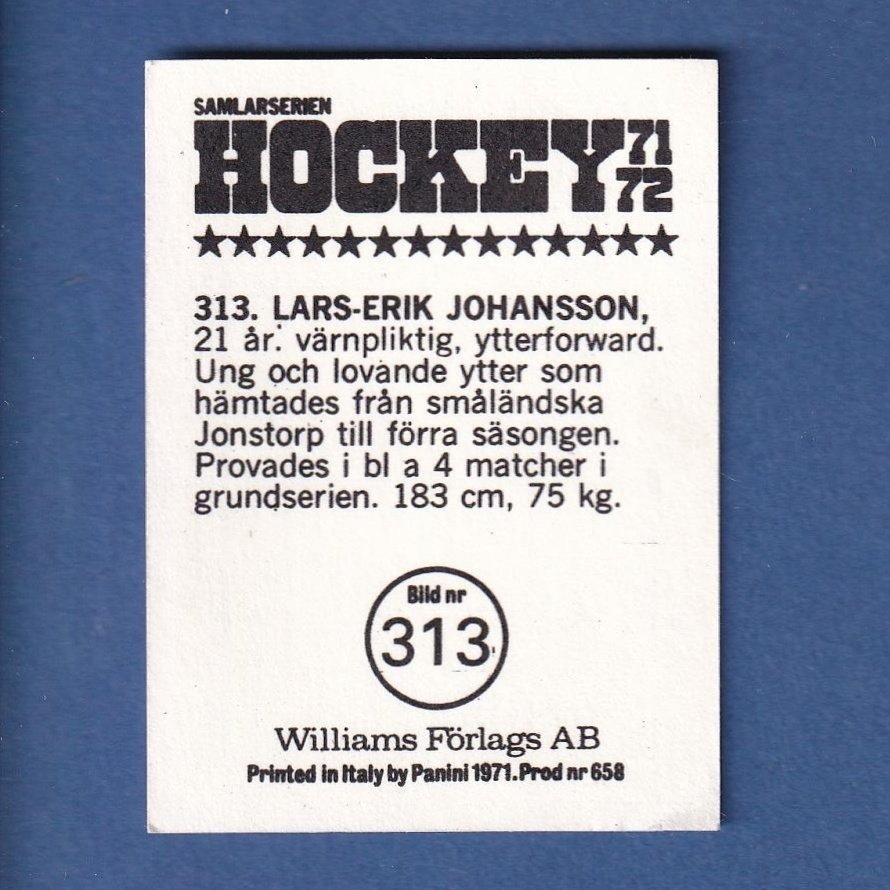 SAMLARSERIEN
HOCKEY 71 72
★★★★★★★★★★★★★★
313. LARS-ERIK JOHANSSON,
21 år. värnpliktig, ytterforward.
Ung och lovande ytter som
hämtades från småländska
Jonstorp till förra säsongen.
Provades i bl a 4 matcher i
grundserien. 183 cm, 75 kg.
Bild nr
313
Williams Förlags AB
Printed in Italy by Panini 1971. Prod nr 658